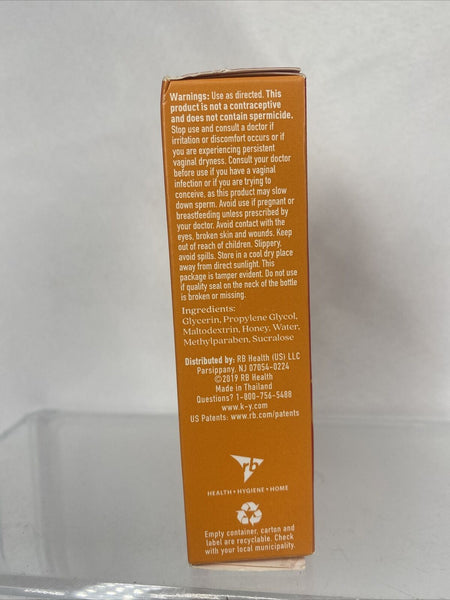 Warnings: Use as directed. This
product is not a contraceptive
and does not contain spermicide.
Stop use and consult a doctor if
irritation or discomfort occurs or if
you are experiencing persistent
vaginal dryness. Consult your doctor
before use if you have a vaginal
infection or if you are trying to
conceive, as this product may slow
down sperm. Avoid use if pregnant or
breastfeeding unless prescribed by
your doctor. Avoid contact with the
eyes, broken skin and wounds. Keep
out of reach of children. Slippery,
avoid spills. Store in a cool dry place
away from direct sunlight. This
package is tamper evident. Do not use
if quality seal on the neck of the bottle
is broken or missing.
Ingredients:
Glycerin, Propylene Glycol,
Maltodextrin, Honey, Water,
Methylparaben, Sucralose
Distributed by: RB Health (US) LLC
Parsippany, NJ 07054-0224
©2019 RB Health
Made in Thailand
Questions? 1-800-756-5488
www.k-y.com
US Patents: www.rb.com/patents
rb
HEALTH • HYGIENE • HOME
Empty container, carton and
label are recyclable. Check
with your local municipality.